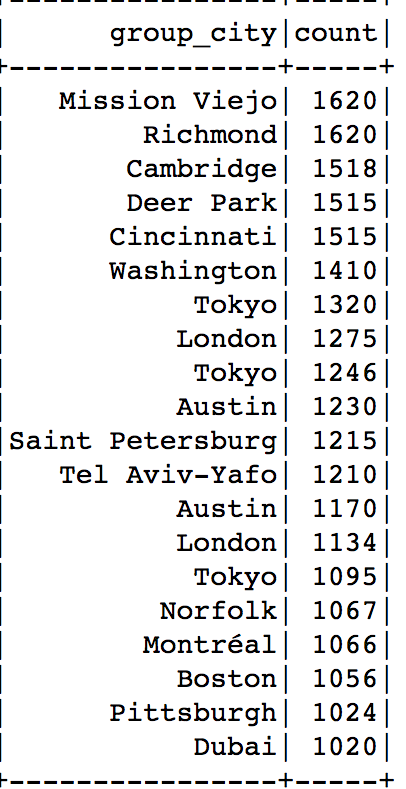 +----------------+-----+
|      group_city|count|
+----------------+-----+
|   Mission Viejo| 1620|
|        Richmond| 1620|
|       Cambridge| 1518|
|       Deer Park| 1515|
|      Cincinnati| 1515|
|      Washington| 1410|
|           Tokyo| 1320|
|          London| 1275|
|           Tokyo| 1246|
|          Austin| 1230|
|Saint Petersburg| 1215|
|   Tel Aviv-Yafo| 1210|
|          Austin| 1170|
|          London| 1134|
|           Tokyo| 1095|
|         Norfolk| 1067|
|        Montréal| 1066|
|          Boston| 1056|
|      Pittsburgh| 1024|
|           Dubai| 1020|
+----------------+-----+